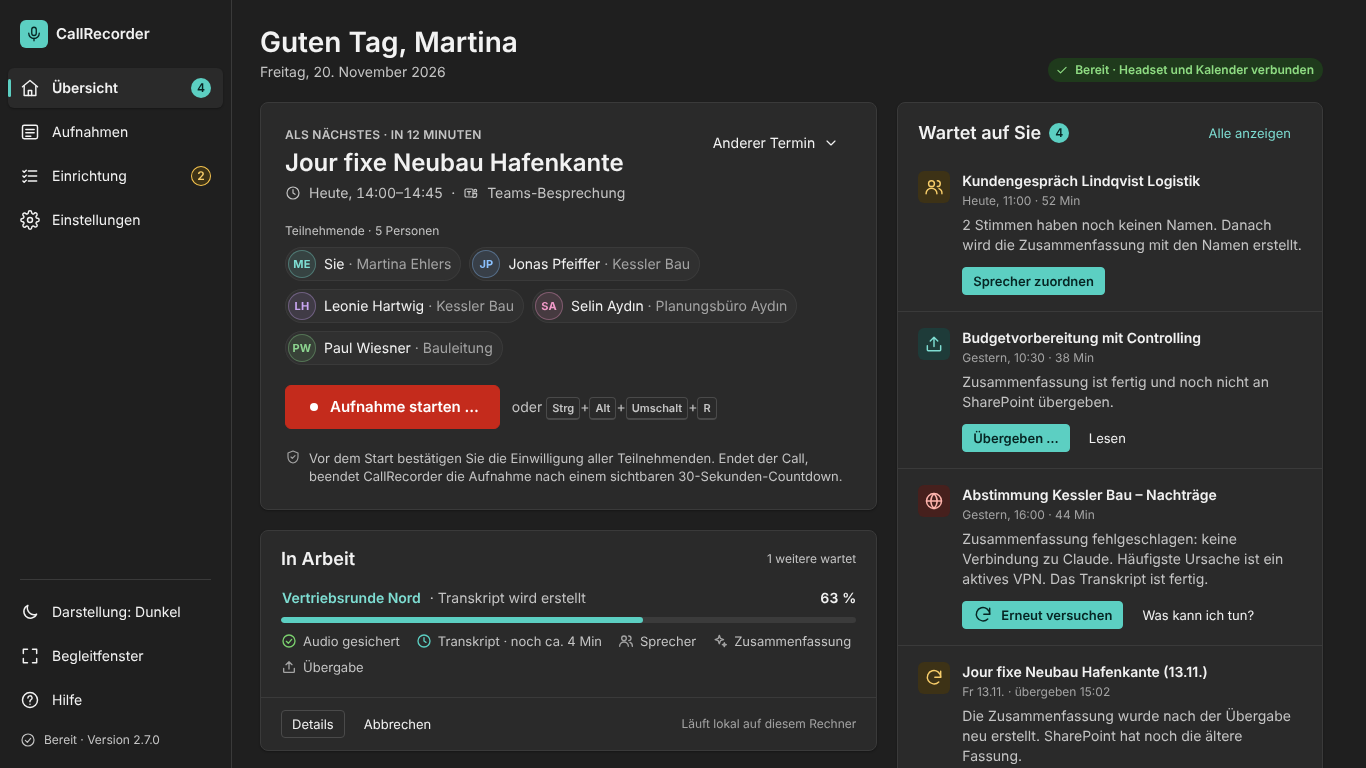 CallRecorder
Übersicht
4
Aufnahmen
Einrichtung
2
Einstellungen
Darstellung: Dunkel
Begleitfenster
Hilfe
Bereit · Version 2.7.0
Guten Tag, Martina
Freitag, 20. November 2026
Bereit · Headset und Kalender verbunden
ALS NÄCHSTES · IN 12 MINUTEN
Anderer Termin
Jour fixe Neubau Hafenkante
Heute, 14:00–14:45 · Teams-Besprechung
Teilnehmende · 5 Personen
ME Sie · Martina Ehlers
JP Jonas Pfeiffer · Kessler Bau
LH Leonie Hartwig · Kessler Bau
SA Selin Aydın · Planungsbüro Aydın
PW Paul Wiesner · Bauleitung
Aufnahme starten …
oder Strg+Alt+Umschalt+R
Vor dem Start bestätigen Sie die Einwilligung aller Teilnehmenden. Endet der Call,
beendet CallRecorder die Aufnahme nach einem sichtbaren 30-Sekunden-Countdown.
In Arbeit
1 weitere wartet
Vertriebsrunde Nord · Transkript wird erstellt
63 %
Audio gesichert
Transkript · noch ca. 4 Min
Sprecher
Zusammenfassung
Übergabe
Details
Abbrechen
Läuft lokal auf diesem Rechner
Wartet auf Sie 4
Alle anzeigen
Kundengespräch Lindqvist Logistik
Heute, 11:00 · 52 Min
2 Stimmen haben noch keinen Namen. Danach
wird die Zusammenfassung mit den Namen erstellt.
Sprecher zuordnen
Budgetvorbereitung mit Controlling
Gestern, 10:30 · 38 Min
Zusammenfassung ist fertig und noch nicht an
SharePoint übergeben.
Übergeben …
Lesen
Abstimmung Kessler Bau – Nachträge
Gestern, 16:00 · 44 Min
Zusammenfassung fehlgeschlagen: keine
Verbindung zu Claude. Häufigste Ursache ist ein
aktives VPN. Das Transkript ist fertig.
Erneut versuchen
Was kann ich tun?
Jour fixe Neubau Hafenkante (13.11.)
Fr 13.11. · übergeben 15:02
Die Zusammenfassung wurde nach der Übergabe
neu erstellt. SharePoint hat noch die ältere
Fassung.